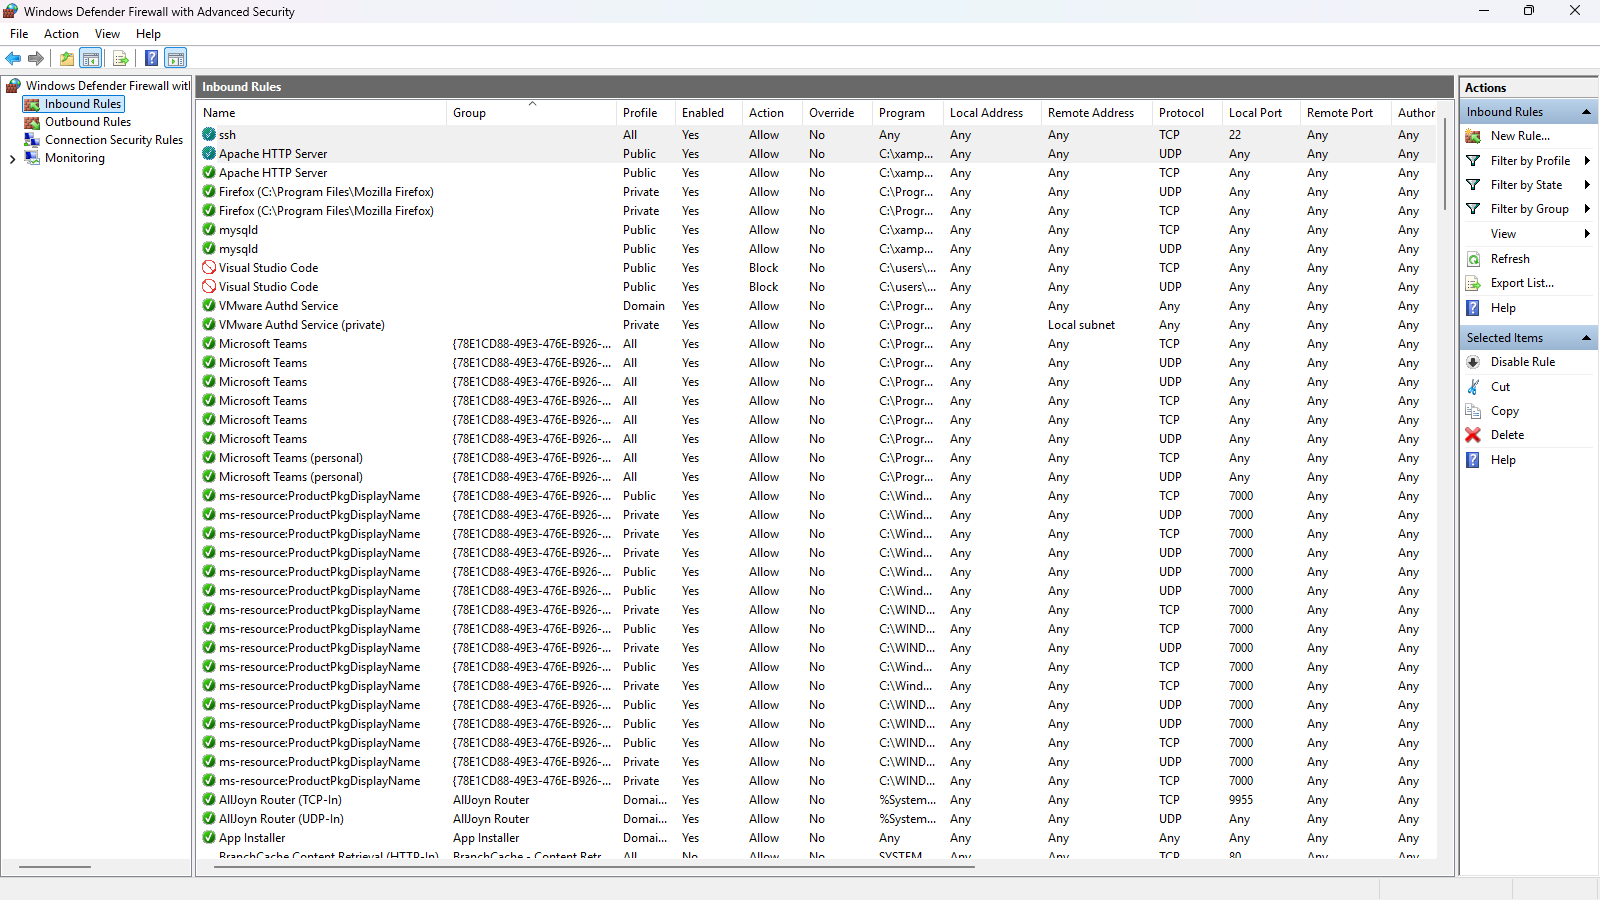 Windows Defender Firewall with Advanced Security
File Action View Help
Windows Defender Firewall witl
Inbound Rules
Outbound Rules
Connection Security Rules
Monitoring
Inbound Rules
Name Group Profile Enabled Action Override Program Local Address Remote Address Protocol Local Port Remote Port Author
ssh All Yes Allow No Any Any Any TCP 22 Any Any
Apache HTTP Server Public Yes Allow No C:\xamp... Any Any UDP Any Any Any
Apache HTTP Server Public Yes Allow No C:\xamp... Any Any TCP Any Any Any
Firefox (C:\Program Files\Mozilla Firefox) Private Yes Allow No C:\Progr... Any Any UDP Any Any Any
Firefox (C:\Program Files\Mozilla Firefox) Private Yes Allow No C:\Progr... Any Any TCP Any Any Any
mysqld Public Yes Allow No C:\xamp... Any Any TCP Any Any Any
mysqld Public Yes Allow No C:\xamp... Any Any UDP Any Any Any
Visual Studio Code Public Yes Block No C:\users\... Any Any TCP Any Any Any
Visual Studio Code Public Yes Block No C:\users\... Any Any UDP Any Any Any
VMware Authd Service Domain Yes Allow No C:\Progr... Any Any Any Any Any Any
VMware Authd Service (private) Private Yes Allow No C:\Progr... Any Local subnet Any Any Any Any
Microsoft Teams {78E1CD88-49E3-476E-B926-... All Yes Allow No C:\Progr... Any Any TCP Any Any Any
Microsoft Teams {78E1CD88-49E3-476E-B926-... All Yes Allow No C:\Progr... Any Any UDP Any Any Any
Microsoft Teams {78E1CD88-49E3-476E-B926-... All Yes Allow No C:\Progr... Any Any UDP Any Any Any
Microsoft Teams {78E1CD88-49E3-476E-B926-... All Yes Allow No C:\Progr... Any Any TCP Any Any Any
Microsoft Teams {78E1CD88-49E3-476E-B926-... All Yes Allow No C:\Progr... Any Any TCP Any Any Any
Microsoft Teams {78E1CD88-49E3-476E-B926-... All Yes Allow No C:\Progr... Any Any UDP Any Any Any
Microsoft Teams (personal) {78E1CD88-49E3-476E-B926-... All Yes Allow No C:\Progr... Any Any TCP Any Any Any
Microsoft Teams (personal) {78E1CD88-49E3-476E-B926-... All Yes Allow No C:\Progr... Any Any UDP Any Any Any
ms-resource:ProductPkgDisplayName {78E1CD88-49E3-476E-B926-... Public Yes Allow No C:\Wind... Any Any TCP 7000 Any Any
ms-resource:ProductPkgDisplayName {78E1CD88-49E3-476E-B926-... Private Yes Allow No C:\Wind... Any Any UDP 7000 Any Any
ms-resource:ProductPkgDisplayName {78E1CD88-49E3-476E-B926-... Private Yes Allow No C:\Wind... Any Any TCP 7000 Any Any
ms-resource:ProductPkgDisplayName {78E1CD88-49E3-476E-B926-... Private Yes Allow No C:\Wind... Any Any UDP 7000 Any Any
ms-resource:ProductPkgDisplayName {78E1CD88-49E3-476E-B926-... Public Yes Allow No C:\Wind... Any Any UDP 7000 Any Any
ms-resource:ProductPkgDisplayName {78E1CD88-49E3-476E-B926-... Public Yes Allow No C:\Wind... Any Any UDP 7000 Any Any
ms-resource:ProductPkgDisplayName {78E1CD88-49E3-476E-B926-... Private Yes Allow No C:\WIND... Any Any TCP 7000 Any Any
ms-resource:ProductPkgDisplayName {78E1CD88-49E3-476E-B926-... Public Yes Allow No C:\WIND... Any Any TCP 7000 Any Any
ms-resource:ProductPkgDisplayName {78E1CD88-49E3-476E-B926-... Private Yes Allow No C:\WIND... Any Any UDP 7000 Any Any
ms-resource:ProductPkgDisplayName {78E1CD88-49E3-476E-B926-... Public Yes Allow No C:\Wind... Any Any TCP 7000 Any Any
ms-resource:ProductPkgDisplayName {78E1CD88-49E3-476E-B926-... Private Yes Allow No C:\Wind... Any Any TCP 7000 Any Any
ms-resource:ProductPkgDisplayName {78E1CD88-49E3-476E-B926-... Public Yes Allow No C:\WIND... Any Any UDP 7000 Any Any
ms-resource:ProductPkgDisplayName {78E1CD88-49E3-476E-B926-... Public Yes Allow No C:\WIND... Any Any UDP 7000 Any Any
ms-resource:ProductPkgDisplayName {78E1CD88-49E3-476E-B926-... Public Yes Allow No C:\WIND... Any Any TCP 7000 Any Any
ms-resource:ProductPkgDisplayName {78E1CD88-49E3-476E-B926-... Private Yes Allow No C:\WIND... Any Any UDP 7000 Any Any
ms-resource:ProductPkgDisplayName {78E1CD88-49E3-476E-B926-... Private Yes Allow No C:\WIND... Any Any TCP 7000 Any Any
AllJoyn Router (TCP-In) AllJoyn Router Domai... Yes Allow No %System... Any Any TCP 9955 Any Any
AllJoyn Router (UDP-In) AllJoyn Router Domai... Yes Allow No %System... Any Any UDP Any Any Any
App Installer App Installer Domai... Yes Allow No Any Any Any Any Any Any Any
BranchCache Content Retrieval (HTTP-In) BranchCache - Content Retr All No Allow No SYSTEM Any Any TCP 80 Any Any
Actions
Inbound Rules
New Rule...
Filter by Profile
Filter by State
Filter by Group
View
Refresh
Export List...
Help
Selected Items
Disable Rule
Cut
Copy
Delete
Help